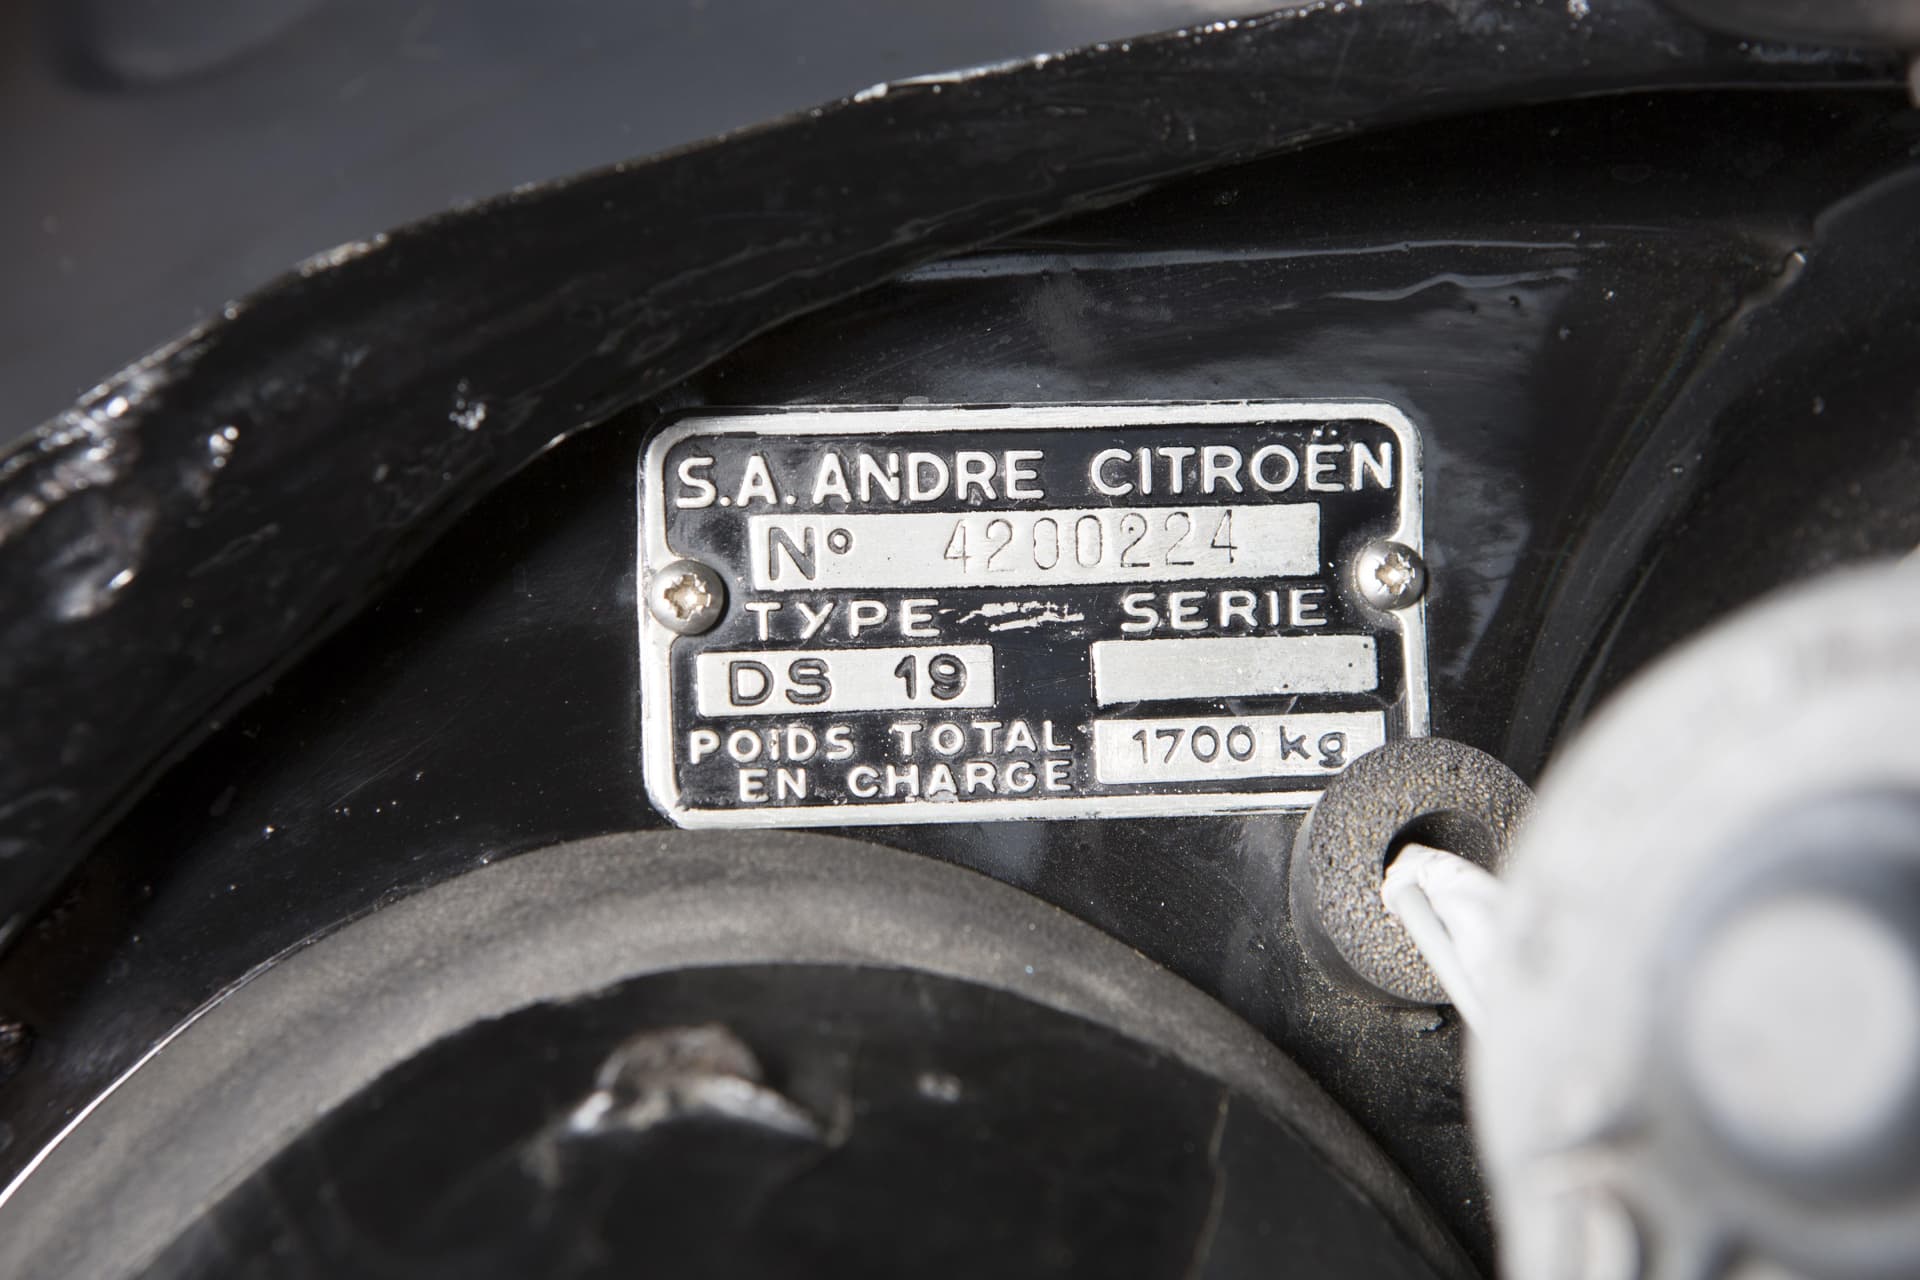 S.A. ANDRE CITROËN
N° 4200224
TYPE SERIE
DS 19
POIDS TOTAL 1700 kg
EN CHARGE